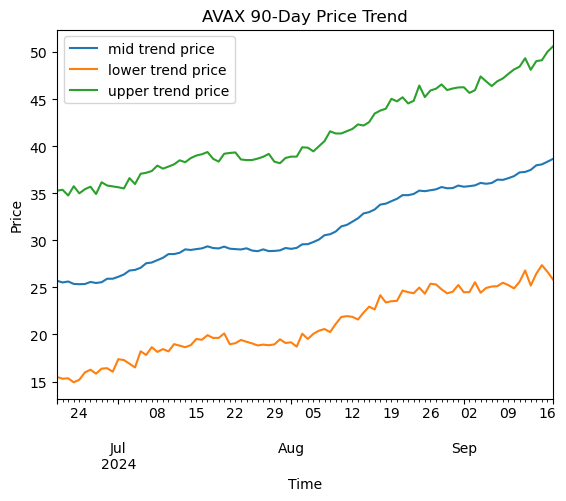 AVAX 90-Day Price Trend
mid trend price
lower trend price
upper trend price
Price
50
45
40
35
30
25
20
15
24 08 15 22 29 05 12 19 26 02 09 16
Jul Aug Sep
2024
Time